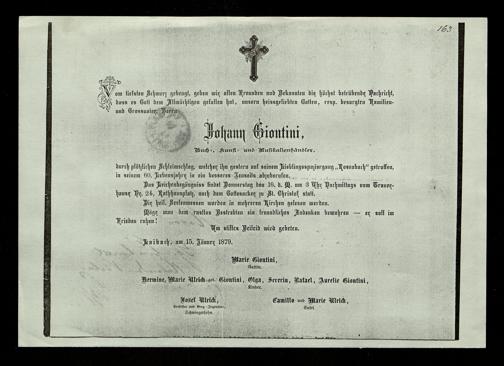 163
Vom tiefsten Schmerz gebeugt, geben wir allen Freunden und Bekannten die höchst betrübende Nachricht,
dass es Gott dem Allmächtigen gefallen hat, unsern heissgeliebten Gatten, resp. besorgten Familien-
und Grossvater, Herrn
Johann Giontini,
Buch-, Kunst- und Musikalienhändler,
durch plötzlichen Schleimschlag, welcher ihn gestern auf seinem Lieblingsspaziergang „Rosenbach“ getroffen,
in seinem 60. Lebensjahre in ein besseres Jenseits abzuberufen.
Das Leichenbegängniss findet Donnerstag den 16. d. M. um 3 Uhr Nachmittags vom Trauer-
hause Nr. 24, Rathhausplatz, nach dem Gottesacker zu St. Christof statt.
Die heil. Seelenmessen werden in mehreren Kirchen gelesen werden.
Möge man dem rastlos Bestrebten ein freundliches Andenken bewahren — er ruh in
Frieden ruhen!
Um stilles Beileid wird gebeten.
Laibach, am 15. Jänner 1879.
Marie Giontini,
Gattin.
Hermine, Marie Ulrich geb. Giontini, Olga, Severin, Rafael, Aurelie Giontini,
Kinder.
Josef Ulrich,
Schwiegersohn.
Camillo und Marie Ulrich,
Enkel.